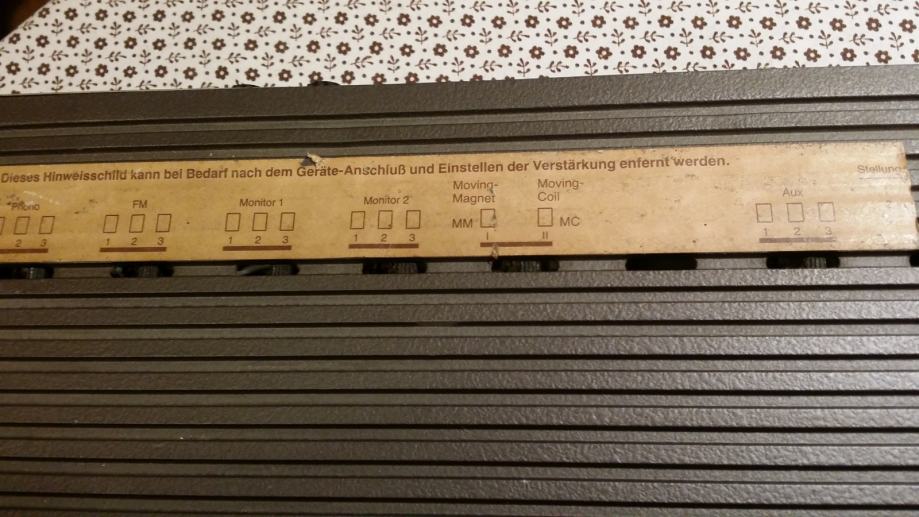 Dieses Hinweisschild kann bei Bedarf nach dem Geräte-Anschluß und Einstellen der Verstärkung enfernt werden.
Phono FM Monitor 1 Monitor 2 Moving-Magnet Moving-Coil Aux Stellung
MM MC
2 3 1 2 3 1 2 3 1 2 3 I II 1 2 3